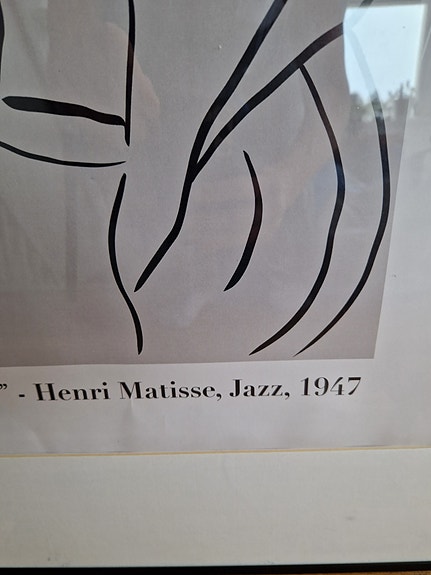 ” - Henri Matisse, Jazz, 1947